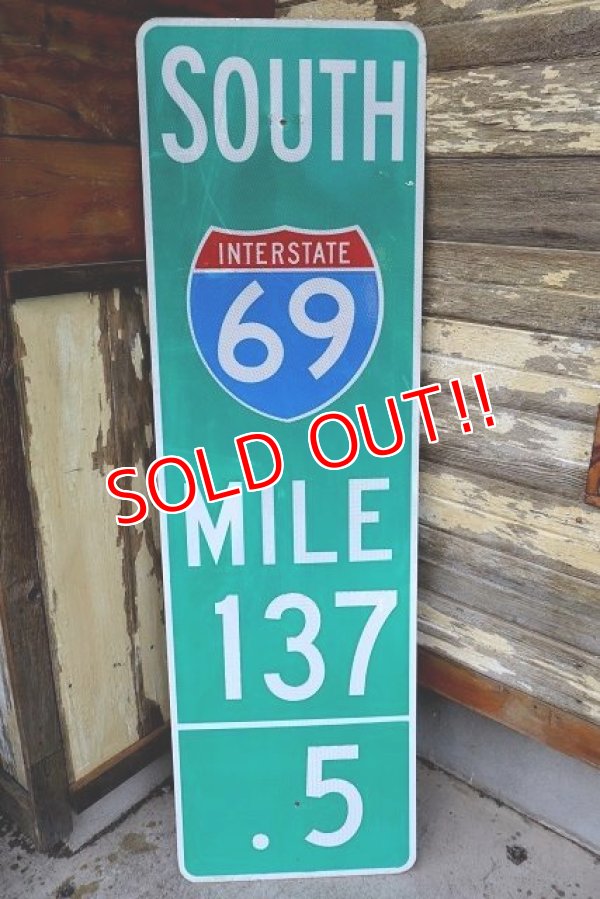 SOUTH
INTERSTATE
69
SOLD OUT!!
MILE
137
.5